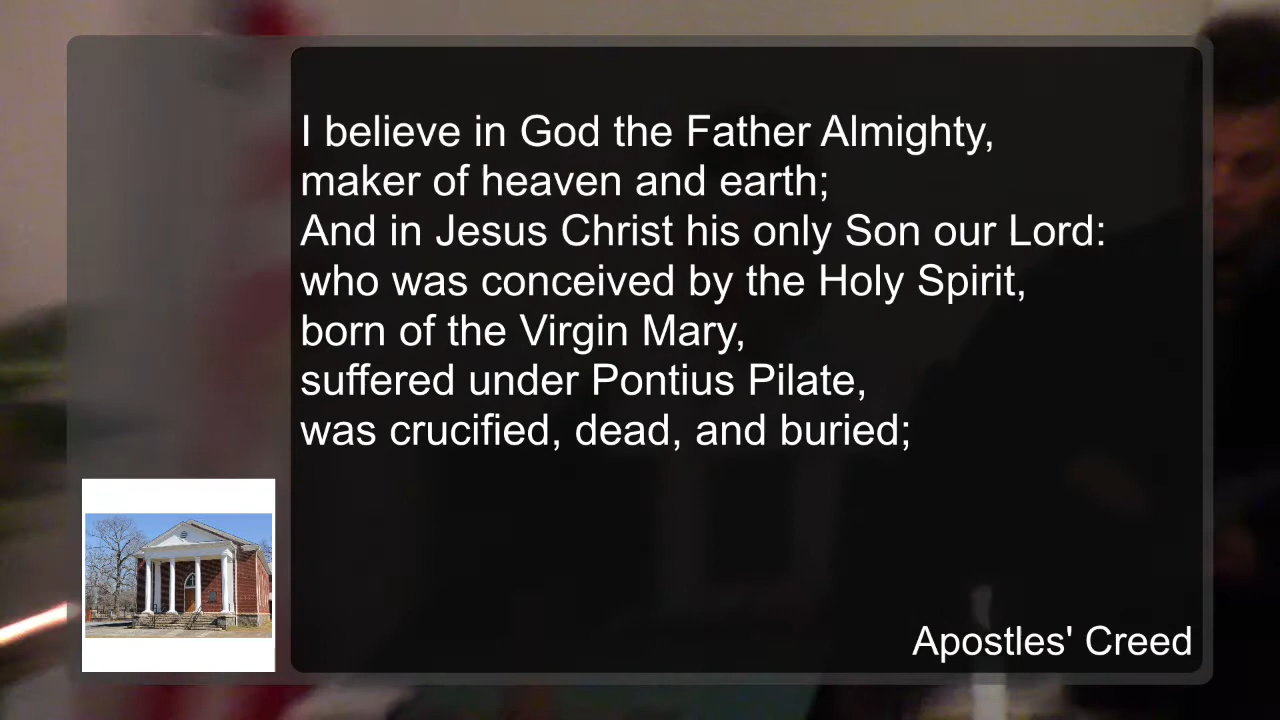 I believe in God the Father Almighty,
maker of heaven and earth;
And in Jesus Christ his only Son our Lord:
who was conceived by the Holy Spirit,
born of the Virgin Mary,
suffered under Pontius Pilate,
was crucified, dead, and buried;
Apostles' Creed